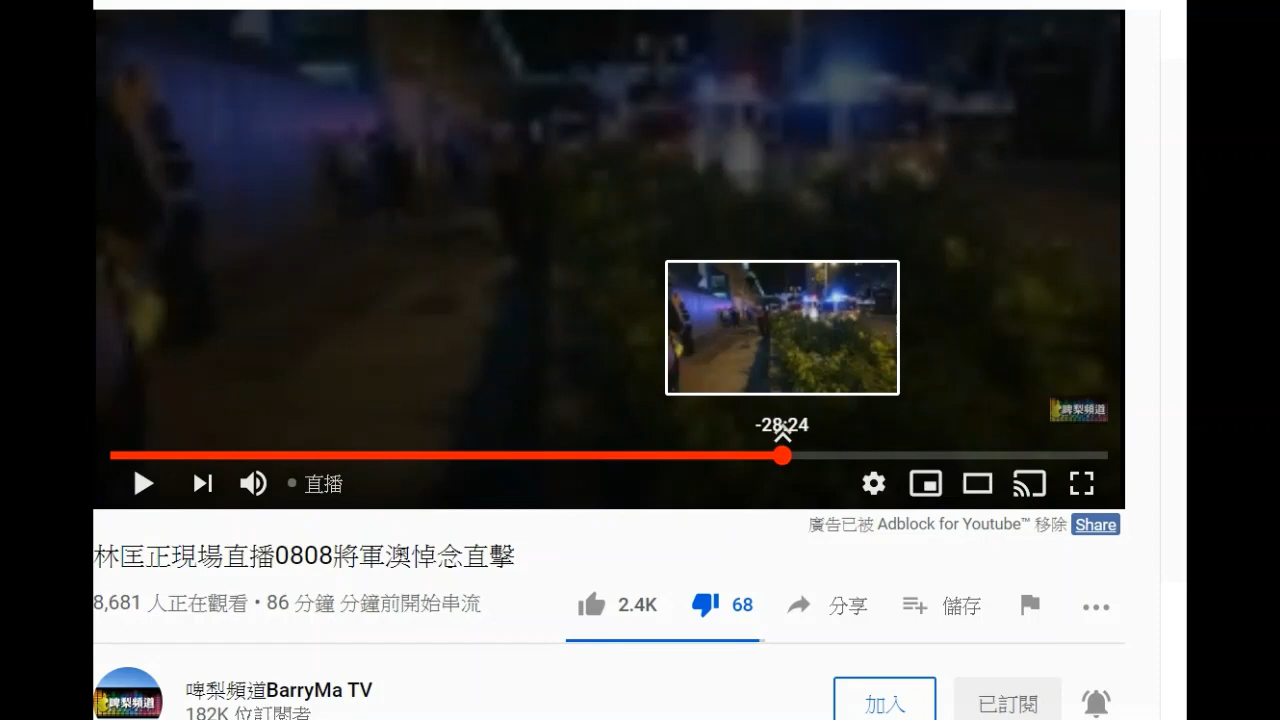 -28:24
啤梨頻道
直播
廣告已被 Adblock for Youtube™ 移除 Share
林匡正現場直播0808將軍澳悼念直擊
8,681 人正在觀看 • 86 分鐘 分鐘前開始串流
2.4K 68 分享 儲存
啤梨頻道
啤梨頻道BarryMa TV
182K 位訂閱者
加入 已訂閱